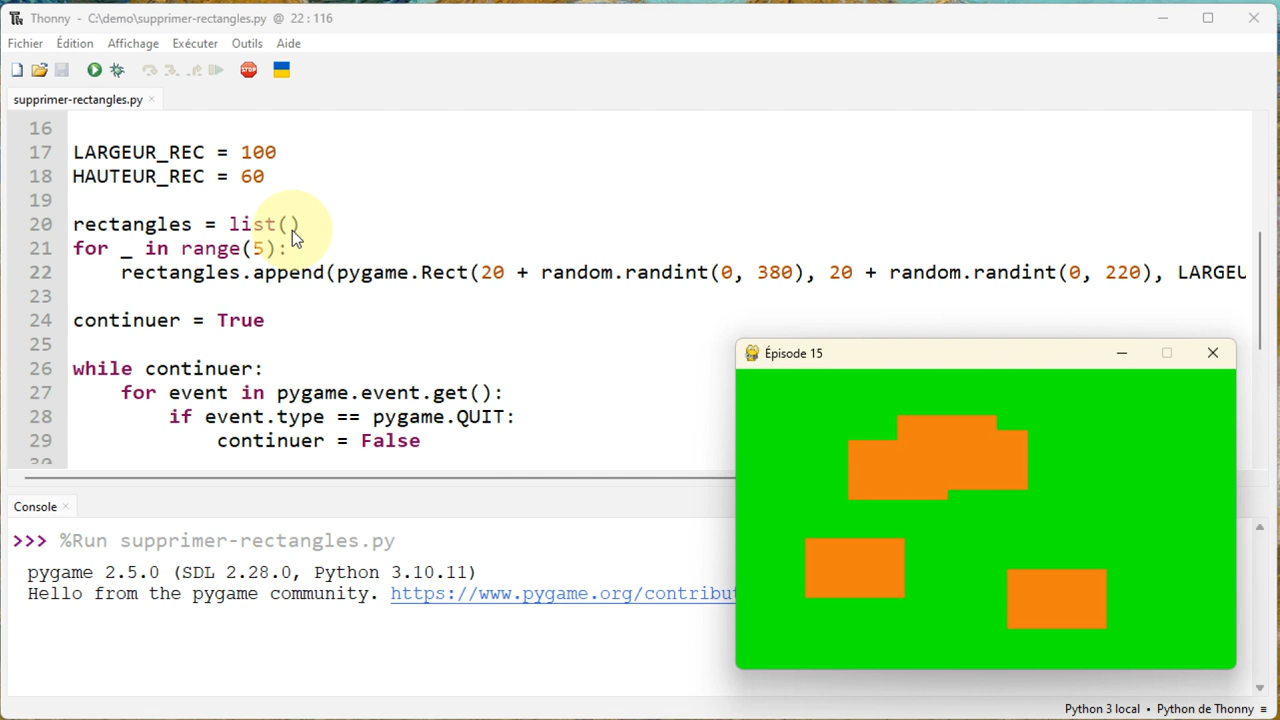 Thonny - C:\demo\supprimer-rectangles.py @ 22 : 116
Fichier Édition Affichage Exécuter Outils Aide
STOP
supprimer-rectangles.py
16
17 LARGEUR_REC = 100
18 HAUTEUR_REC = 60
19
20 rectangles = list()
21 for _ in range(5):
22     rectangles.append(pygame.Rect(20 + random.randint(0, 380), 20 + random.randint(0, 220), LARGEU
23
24 continuer = True
25
26 while continuer:
27     for event in pygame.event.get():
28         if event.type == pygame.QUIT:
29             continuer = False
30
Épisode 15
Console
>>> %Run supprimer-rectangles.py
pygame 2.5.0 (SDL 2.28.0, Python 3.10.11)
Hello from the pygame community. https://www.pygame.org/contribut
Python 3 local • Python de Thonny ≡